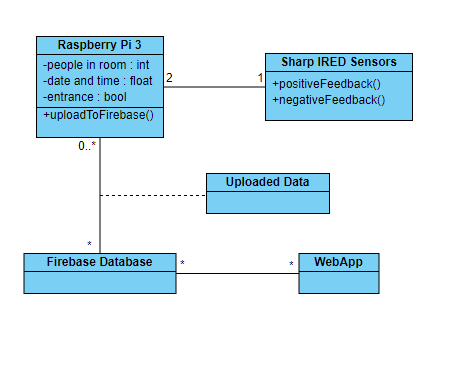 Raspberry Pi 3
-people in room : int
-date and time : float
-entrance : bool
+uploadToFirebase()
2
1
Sharp IRED Sensors
+positiveFeedback()
+negativeFeedback()
0..*
Uploaded Data
*
Firebase Database
*
*
WebApp